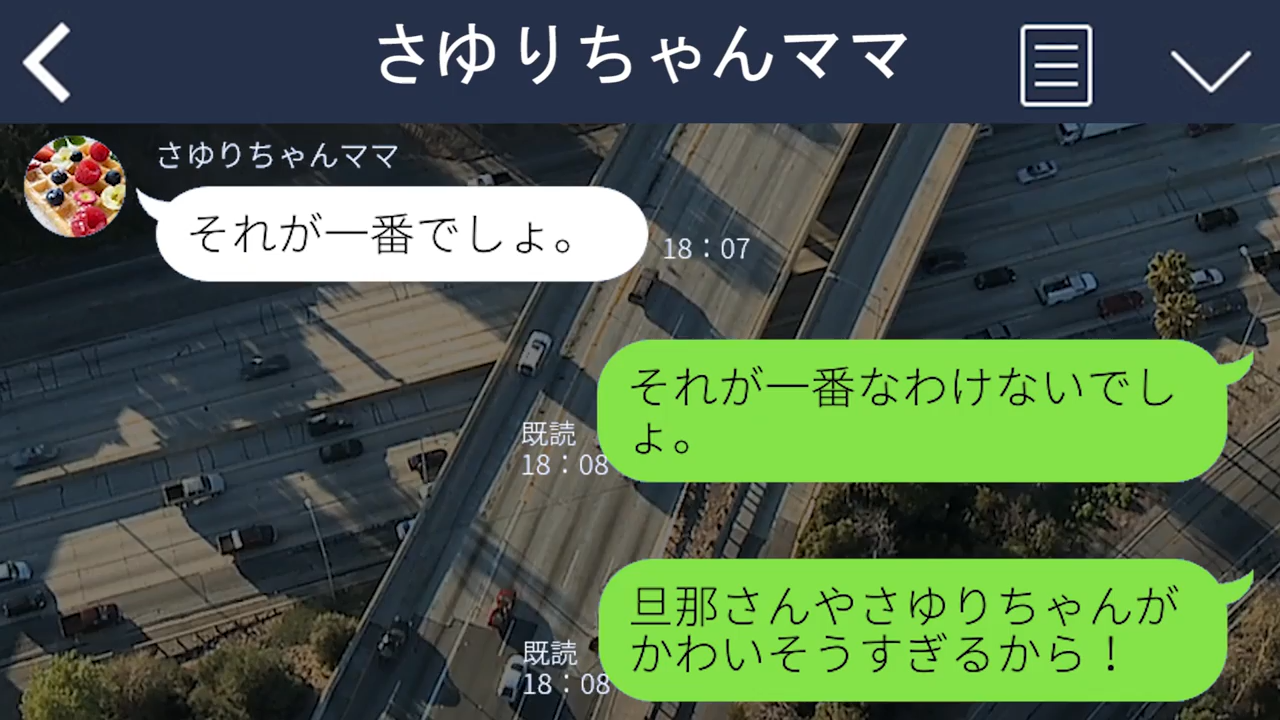 さゆりちゃんママ
さゆりちゃんママ
それが一番でしょ。
18：07
それが一番なわけないでし
ょ。
既読
18：08
旦那さんやさゆりちゃんが
かわいそうすぎるから！
既読
18：08